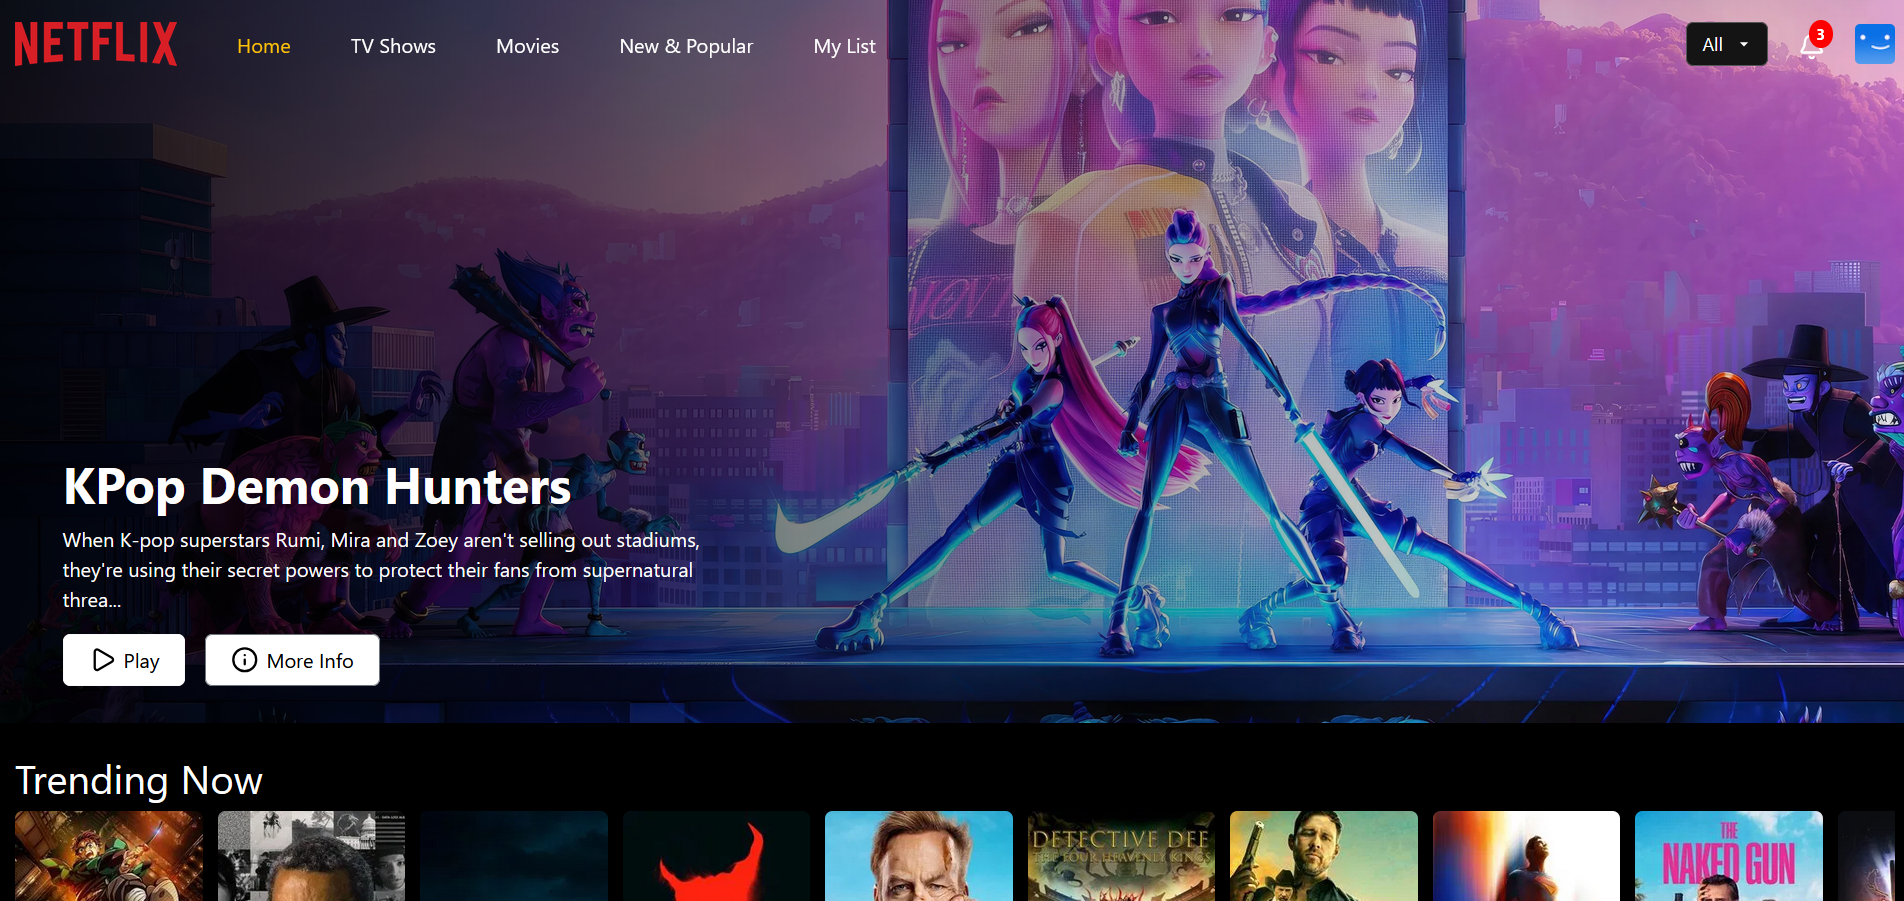 NETFLIX
Home
TV Shows
Movies
New & Popular
My List
All
3
KPop Demon Hunters
When K-pop superstars Rumi, Mira and Zoey aren't selling out stadiums,
they're using their secret powers to protect their fans from supernatural
threa...
Play
More Info
Trending Now
DETECTIVE DEE
THE FOUR HEAVENLY KINGS
THE
NAKED GUN